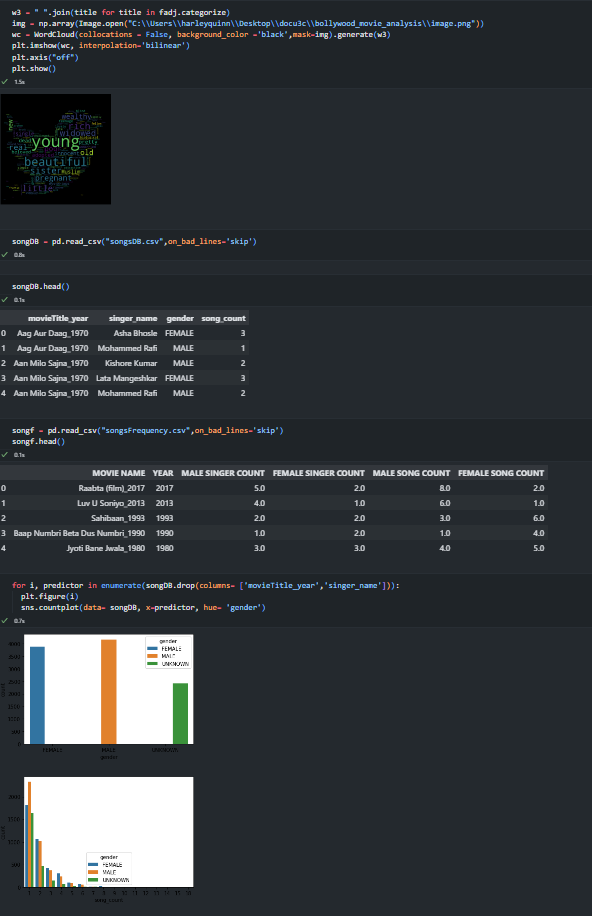 w3 = " ".join(title for title in fadj.categorize)
img = np.array(Image.open("C:\\Users\\harleyquinn\\Desktop\\docu3c\\bollywood_movie_analysis\\image.png"))
wc = WordCloud(collocations = False, background_color ='black',mask=img).generate(w3)
plt.imshow(wc, interpolation='bilinear')
plt.axis("off")
plt.show()
1.5s
new wealthy
rich
widowed
real young pretty
old
beautiful
sister Muslim
pregnant
little
songDB = pd.read_csv("songsDB.csv",on_bad_lines='skip')
0.0s
songDB.head()
0.1s
movieTitle_year singer_name gender song_count
0 Aag Aur Daag_1970 Asha Bhosle FEMALE 3
1 Aag Aur Daag_1970 Mohammed Rafi MALE 1
2 Aan Milo Sajna_1970 Kishore Kumar MALE 2
3 Aan Milo Sajna_1970 Lata Mangeshkar FEMALE 3
4 Aan Milo Sajna_1970 Mohammed Rafi MALE 2
songf = pd.read_csv("songsFrequency.csv",on_bad_lines='skip')
songf.head()
0.1s
MOVIE NAME YEAR MALE SINGER COUNT FEMALE SINGER COUNT MALE SONG COUNT FEMALE SONG COUNT
0 Raabta (film)_2017 2017 5.0 2.0 8.0 2.0
1 Luv U Soniyo_2013 2013 4.0 1.0 6.0 1.0
2 Sahibaan_1993 1993 2.0 2.0 3.0 6.0
3 Baap Numbri Beta Dus Numbri_1990 1990 1.0 2.0 1.0 4.0
4 Jyoti Bane Jwala_1980 1980 3.0 3.0 4.0 5.0
for i, predictor in enumerate(songDB.drop(columns= ['movieTitle_year','singer_name'])):
plt.figure(i)
sns.countplot(data= songDB, x=predictor, hue= 'gender')
0.7s
gender
FEMALE
MALE
UNKNOWN
FEMALE MALE UNKNOWN
gender
gender
FEMALE
MALE
UNKNOWN
song_count